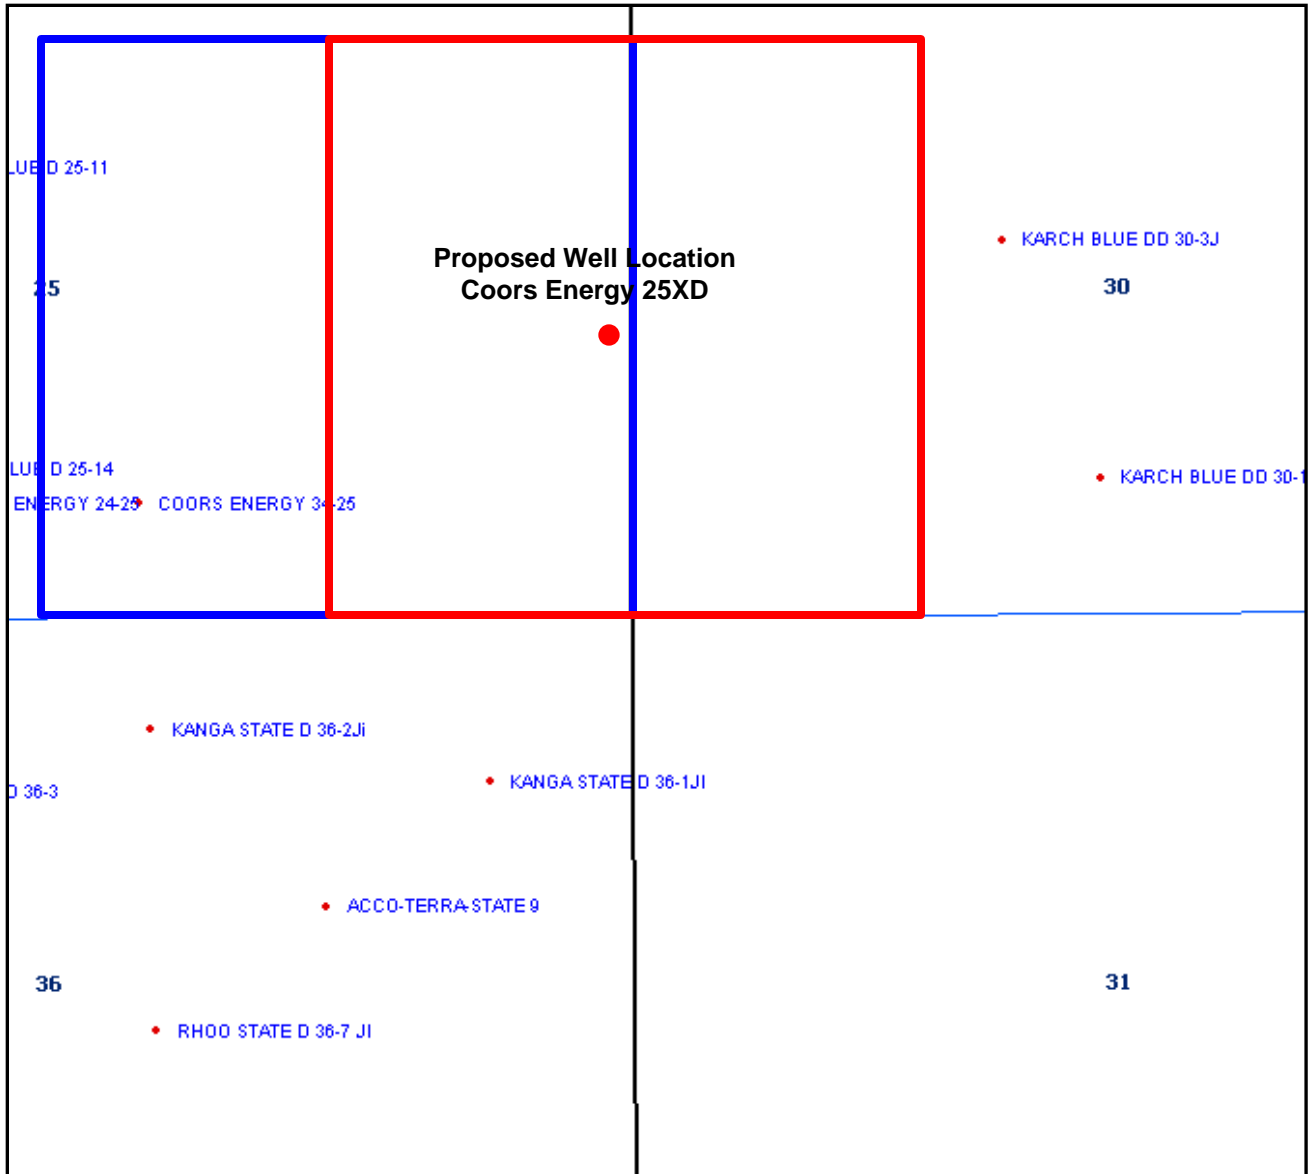 LUE D 25-11
KARCH BLUE DD 30-3J
Proposed Well Location
Coors Energy 25XD
25
30
LUE D 25-14
KARCH BLUE DD 30-1
ENERGY 24-25
COORS ENERGY 34-25
KANGA STATE D 36-2Ji
KANGA STATE D 36-1JI
D 36-3
ACCO-TERRA-STATE 9
36
31
RHOO STATE D 36-7 JI